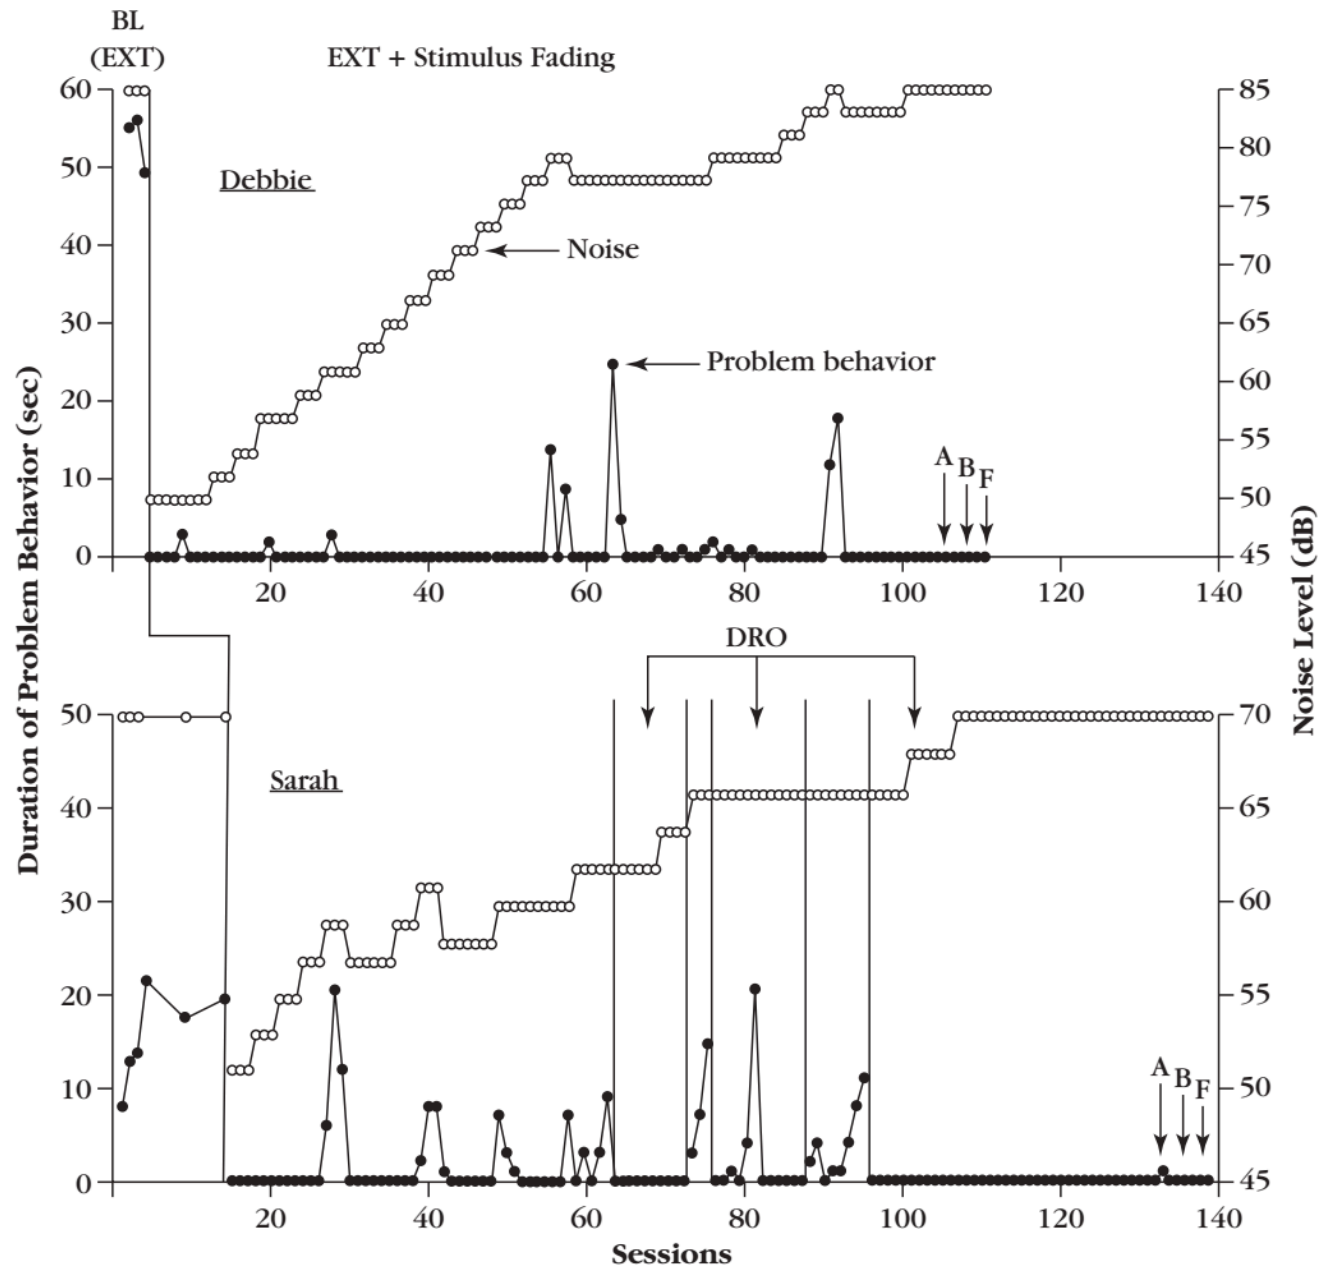 BL
(EXT)
EXT + Stimulus Fading
60
50
40
30
20
10
0
Debbie
Noise
Problem behavior
A
B
F
85
80
75
70
65
60
55
50
45
20
40
60
80
100
120
140
Duration of Problem Behavior (sec)
Noise Level (dB)
DRO
50
40
30
20
10
0
Sarah
A
B
F
70
65
60
55
50
45
20
40
60
80
100
120
140
Sessions